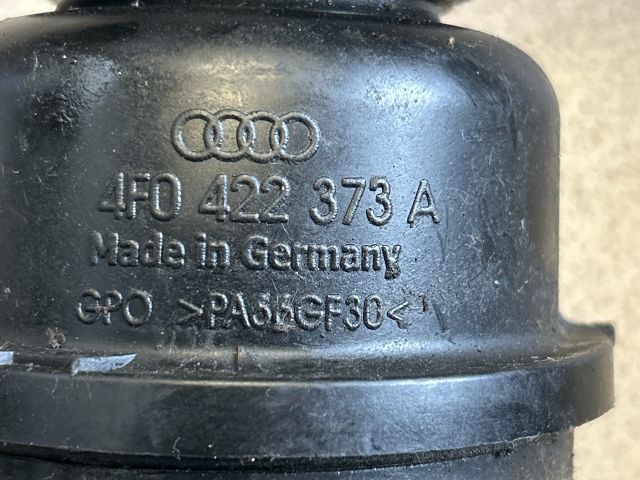 4F0 422 373 A
Made in Germany
GPO >PA66GF30<